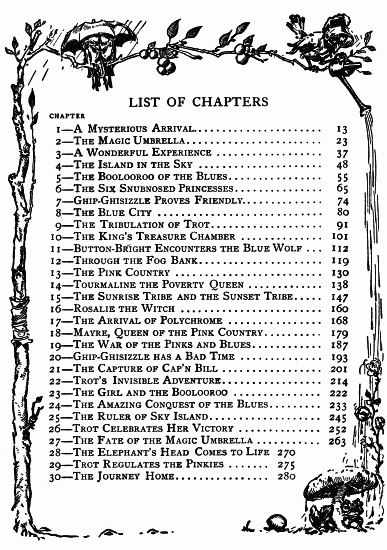 LIST OF CHAPTERS
CHAPTER
1—A Mysterious Arrival 13
2—The Magic Umbrella 23
3—A Wonderful Experience 37
4—The Island in the Sky 48
5—The Boolooroo of the Blues 55
6—The Six Snubnosed Princesses 65
7—Ghip-Ghisizzle Proves Friendly 74
8—The Blue City 80
9—The Tribulation of Trot 91
10—The King's Treasure Chamber 101
11—Button-Bright Encounters the Blue Wolf 112
12—Through the Fog Bank 119
13—The Pink Country 130
14—Tourmaline the Poverty Queen 138
15—The Sunrise Tribe and the Sunset Tribe 147
16—Rosalie the Witch 160
17—The Arrival of Polychrome 168
18—Mayre, Queen of the Pink Country 179
19—The War of the Pinks and Blues 187
20—Ghip-Ghisizzle has a Bad Time 193
21—The Capture of Cap'n Bill 201
22—Trot's Invisible Adventure 214
23—The Girl and the Boolooroo 222
24—The Amazing Conquest of the Blues 233
25—The Ruler of Sky Island 245
26—Trot Celebrates Her Victory 252
27—The Fate of the Magic Umbrella 263
28—The Elephant's Head Comes to Life 270
29—Trot Regulates the Pinkies 275
30—The Journey Home 280